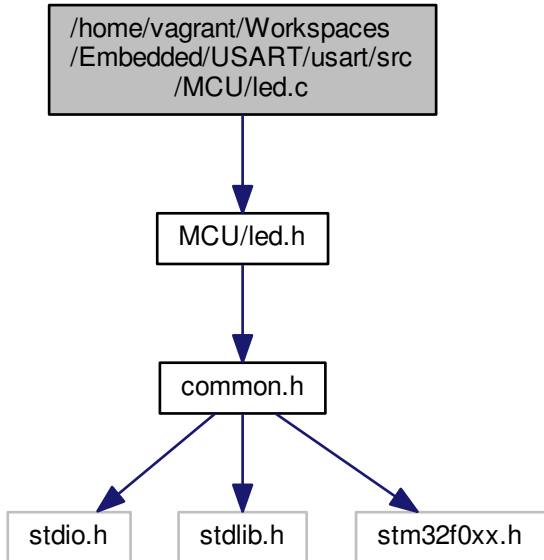 /home/vagrant/Workspaces
/Embedded/USART/usart/src
/MCU/led.c
MCU/led.h
common.h
stdio.h
stdlib.h
stm32f0xx.h